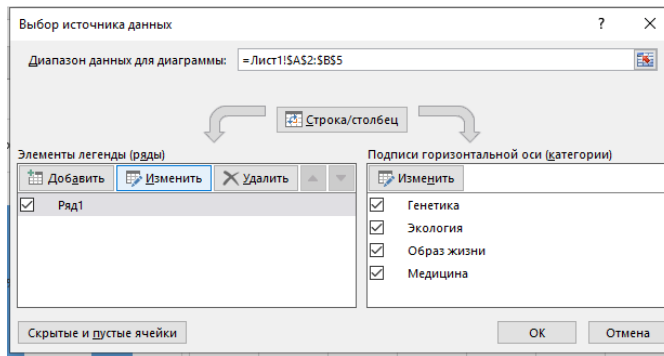 Выбор источника данных
?
Диапазон данных для диаграммы: =Лист1!$A$2:$B$5
Строка/столбец
Элементы легенды (ряды)
Подписи горизонтальной оси (категории)
Добавить Изменить Удалить
Изменить
Ряд1
Генетика
Экология
Образ жизни
Медицина
Скрытые и пустые ячейки
ОК Отмена